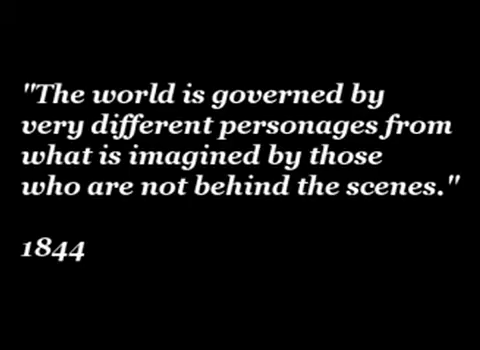 "The world is governed by
very different personages from
what is imagined by those
who are not behind the scenes."
1844